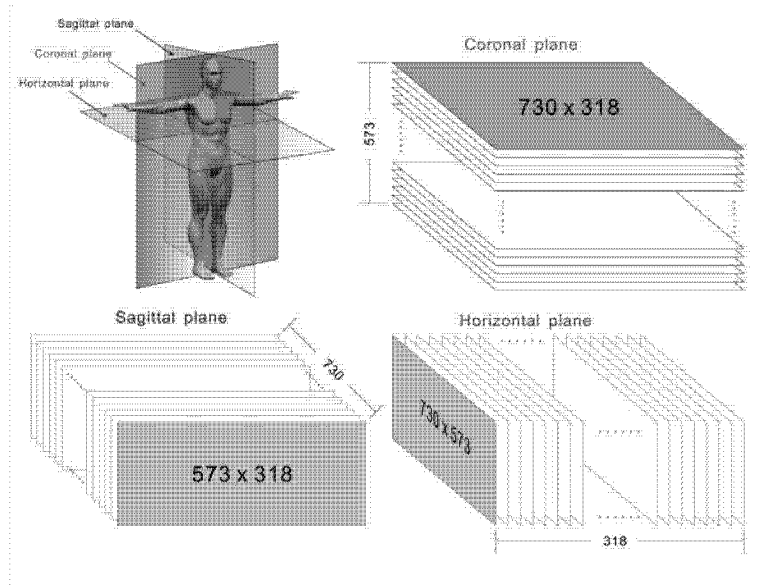 Sagittal plane
Coronal plane
Horizontal plane
Coronal plane
573
730 x 318
Sagittal plane
730
573 x 318
Horizontal plane
730 x 573
318